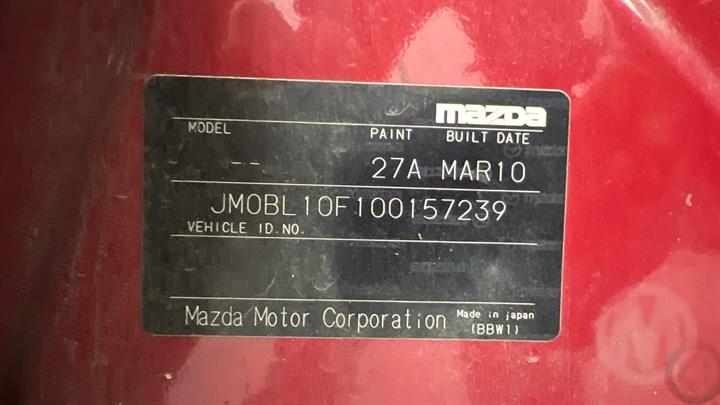 mazda
MODEL PAINT BUILT DATE
-- 27A MAR10
JM0BL10F100157239
VEHICLE ID.NO.
Mazda Motor Corporation Made in japan
(BBW1)